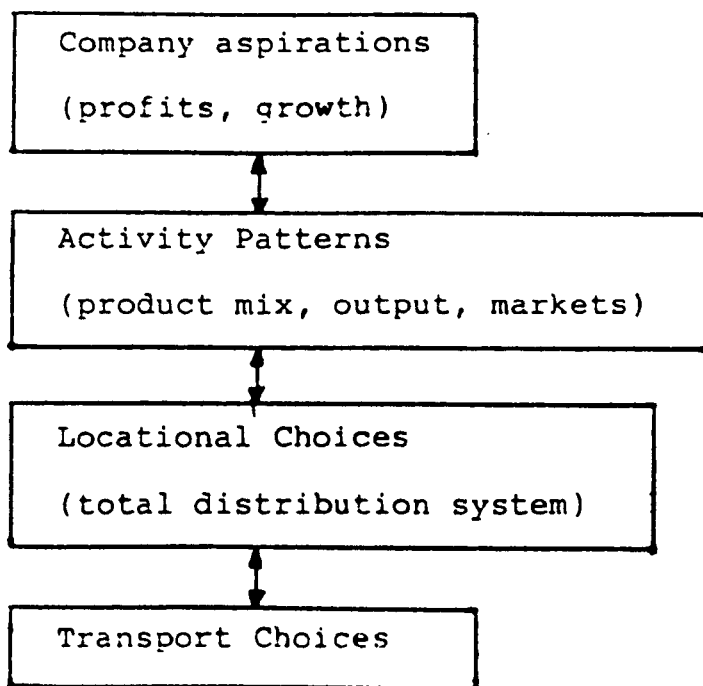 Company aspirations
(profits, growth)
Activity Patterns
(product mix, output, markets)
Locational Choices
(total distribution system)
Transport Choices